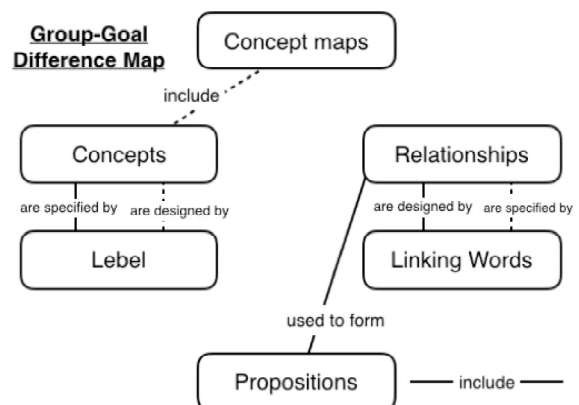 Group-Goal
Difference Map
Concept maps
include
Concepts
Relationships
are specified by
are designed by
are designed by
are specified by
Lebel
Linking Words
used to form
Propositions
include